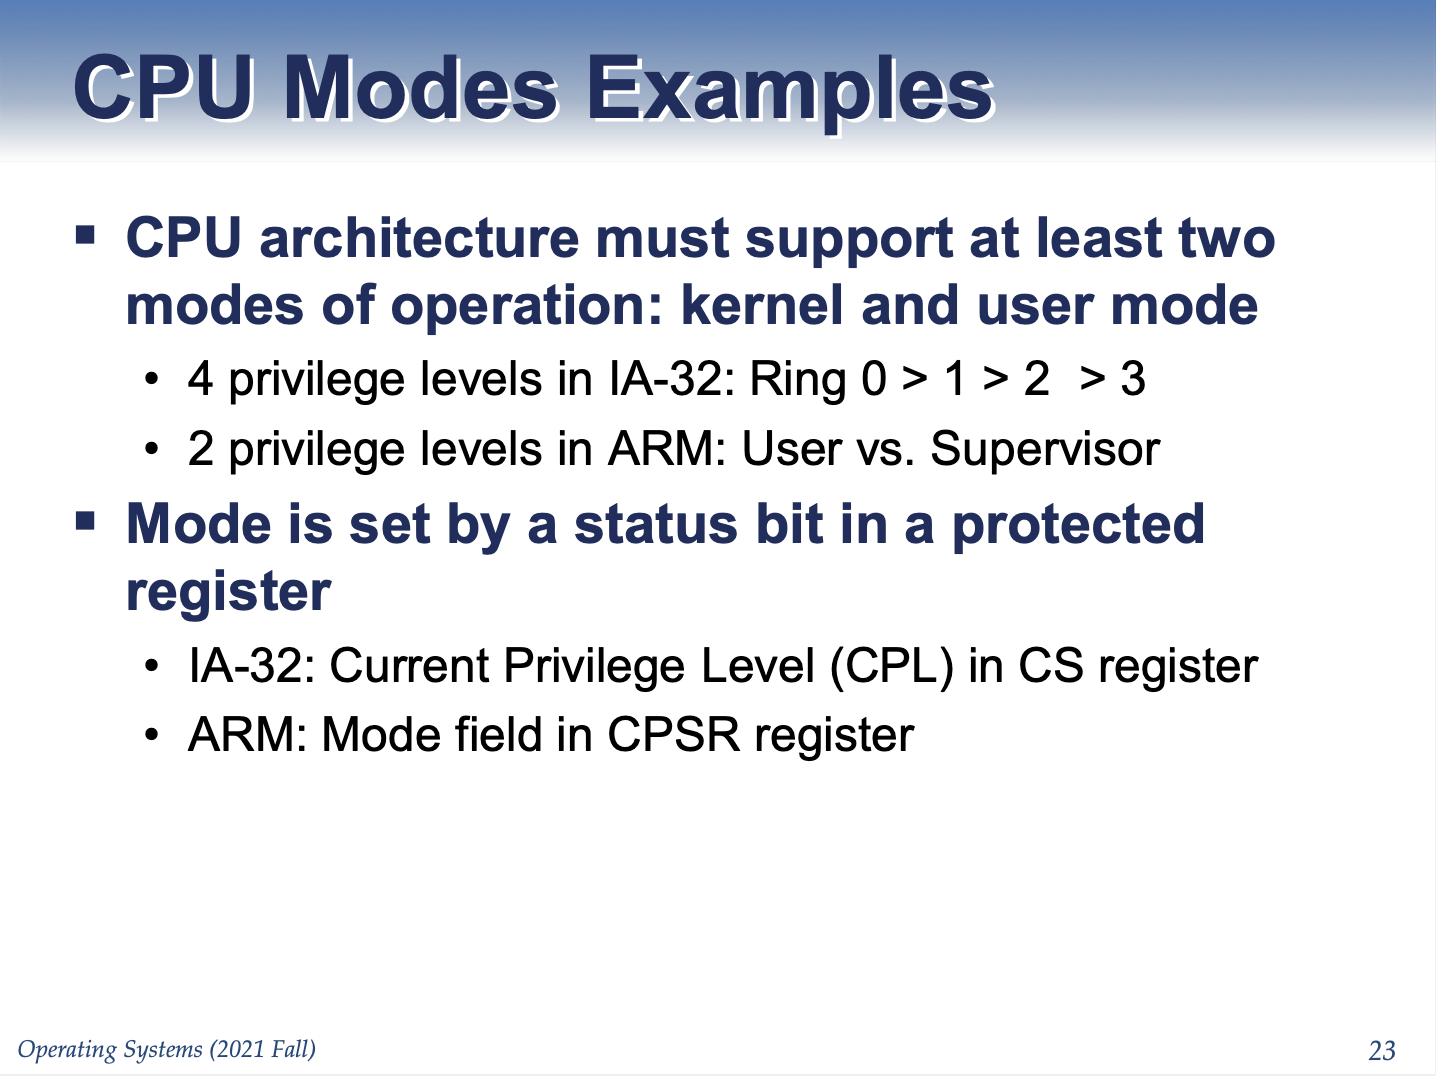 CPU Modes Examples
▪ CPU architecture must support at least two
modes of operation: kernel and user mode
• 4 privilege levels in IA-32: Ring 0 > 1 > 2  > 3
• 2 privilege levels in ARM: User vs. Supervisor
▪ Mode is set by a status bit in a protected
register
• IA-32: Current Privilege Level (CPL) in CS register
• ARM: Mode field in CPSR register
Operating Systems (2021 Fall)
23